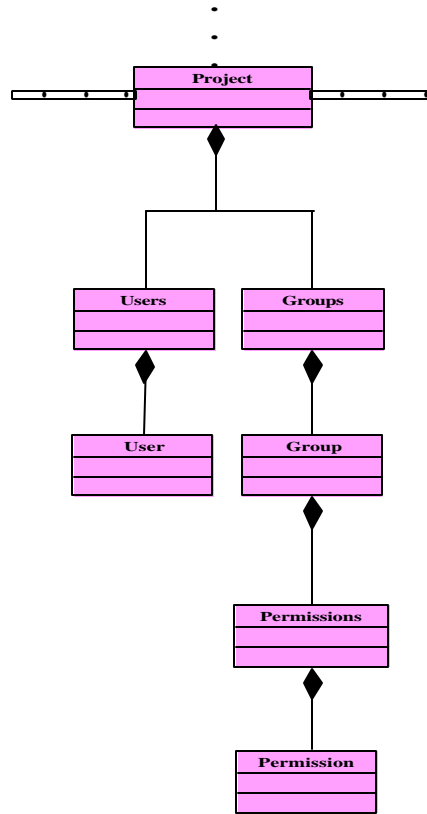 Project
Users
Groups
User
Group
Permissions
Permission